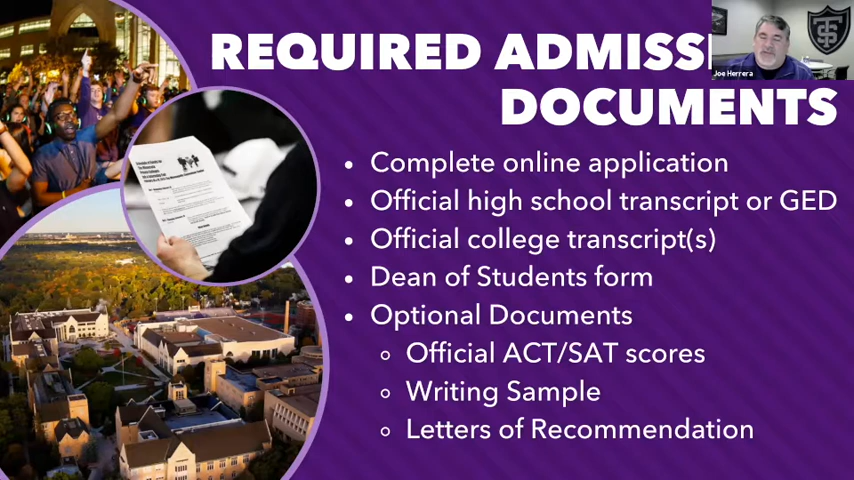 REQUIRED ADMISS
DOCUMENTS
Joe Herrera
• Complete online application
• Official high school transcript or GED
• Official college transcript(s)
• Dean of Students form
• Optional Documents
○ Official ACT/SAT scores
○ Writing Sample
○ Letters of Recommendation